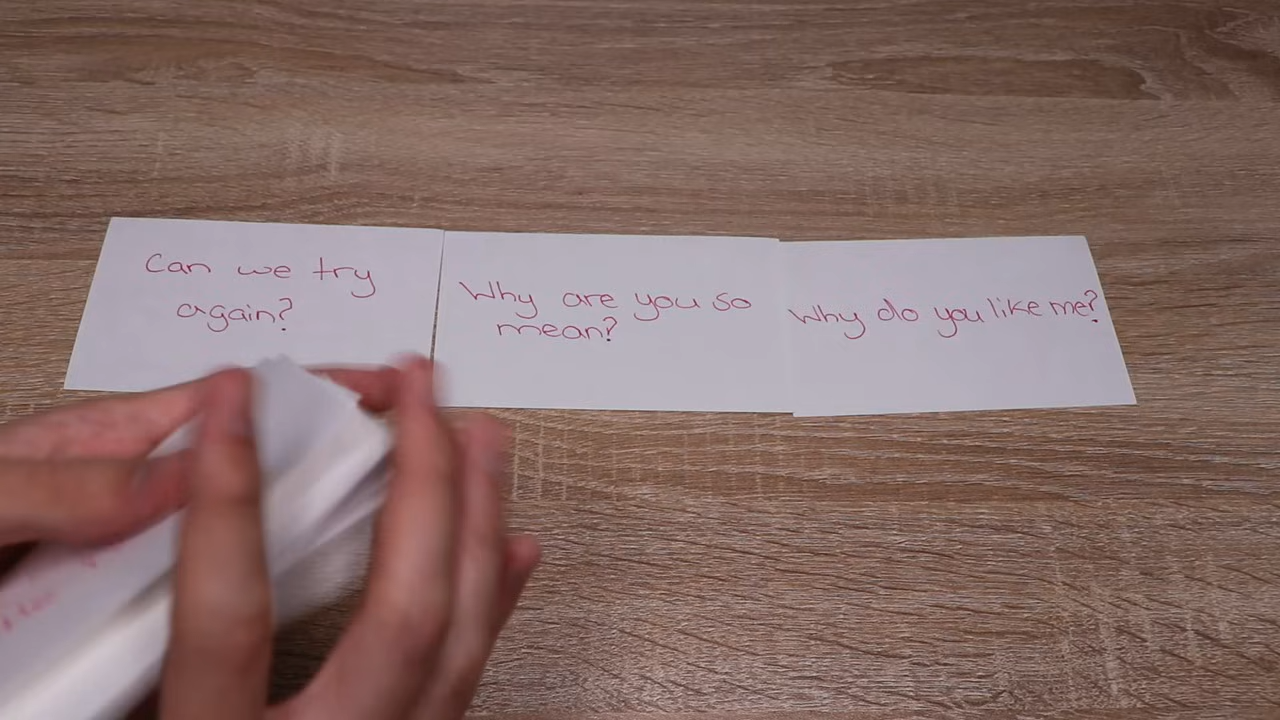 Can we try
again?
Why are you so
mean?
Why do you like me?